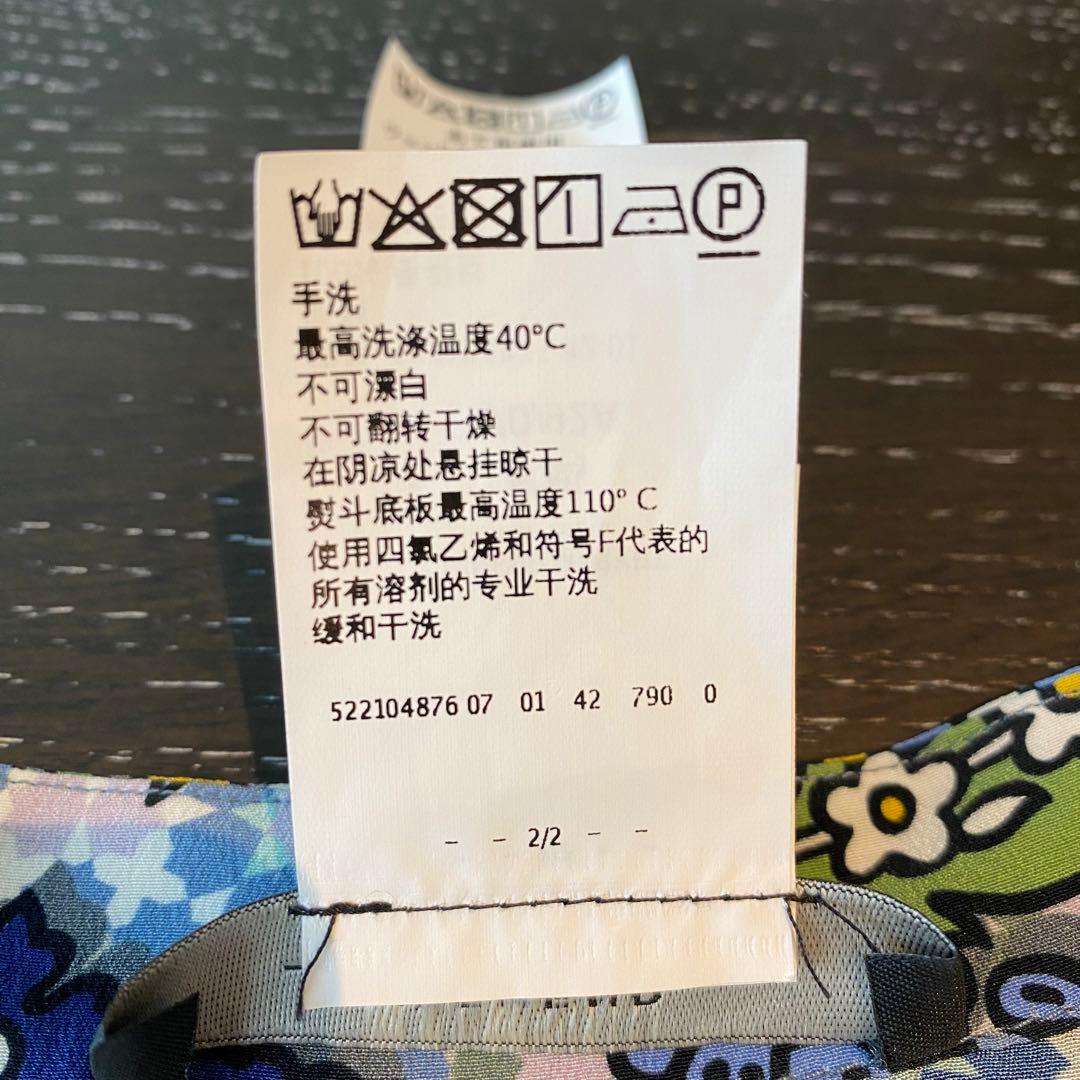 P
手洗
最高洗涤温度40°C
不可漂白
不可翻转干燥
在阴凉处悬挂晾干
熨斗底板最高温度110° C
使用四氯乙烯和符号F代表的
所有溶剂的专业干洗
缓和干洗
522104876 07 01 42 790 0
- - 2/2 - -